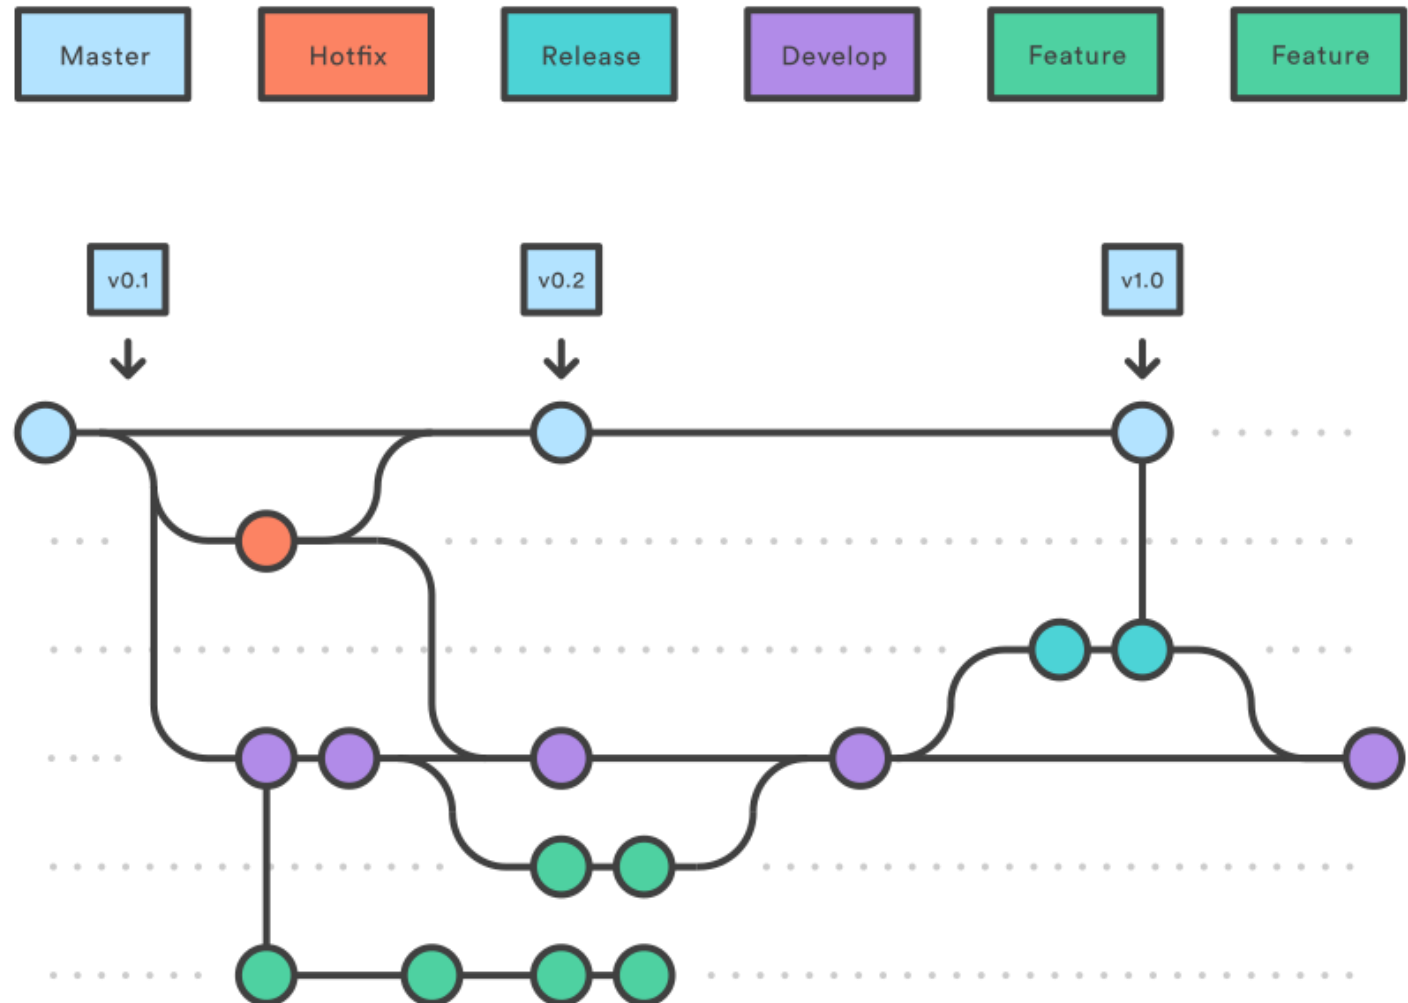 Master
Hotfix
Release
Develop
Feature
Feature
v0.1
v0.2
v1.0